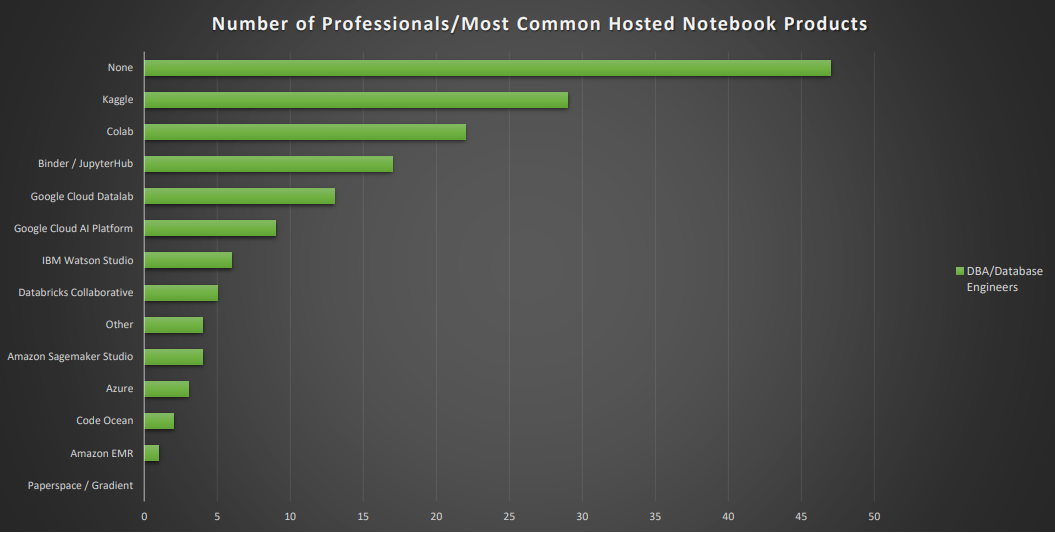 Number of Professionals/Most Common Hosted Notebook Products
None
Kaggle
Colab
Binder / JupyterHub
Google Cloud Datalab
Google Cloud AI Platform
IBM Watson Studio
Databricks Collaborative
Other
Amazon Sagemaker Studio
Azure
Code Ocean
Amazon EMR
Paperspace / Gradient
0 5 10 15 20 25 30 35 40 45 50
DBA/Database
Engineers